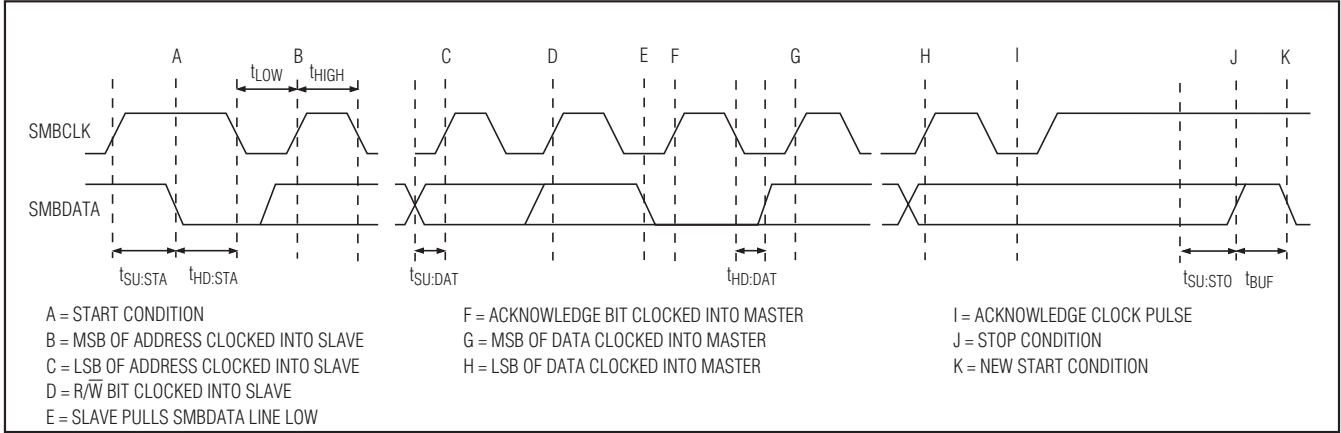 A B C D E F G H I J K
tLOW tHIGH
SMBCLK
SMBDATA
tSU:STA tHD:STA tSU:DAT tHD:DAT tSU:STO tBUF
A = START CONDITION
B = MSB OF ADDRESS CLOCKED INTO SLAVE
C = LSB OF ADDRESS CLOCKED INTO SLAVE
D = R/W̅ BIT CLOCKED INTO SLAVE
E = SLAVE PULLS SMBDATA LINE LOW
F = ACKNOWLEDGE BIT CLOCKED INTO MASTER
G = MSB OF DATA CLOCKED INTO MASTER
H = LSB OF DATA CLOCKED INTO MASTER
I = ACKNOWLEDGE CLOCK PULSE
J = STOP CONDITION
K = NEW START CONDITION